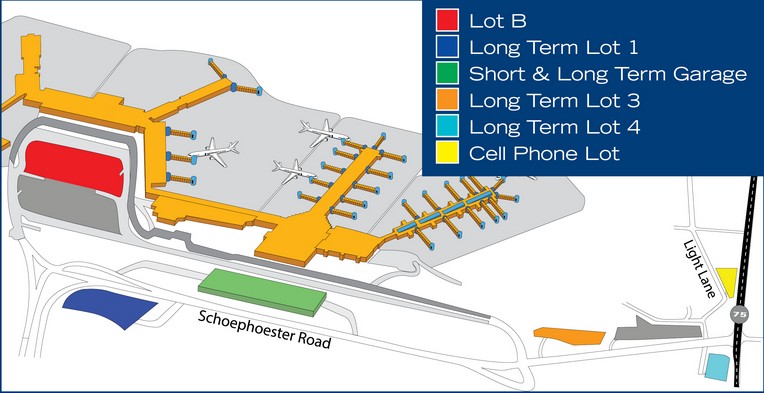 Lot B
Long Term Lot 1
Short & Long Term Garage
Long Term Lot 3
Long Term Lot 4
Cell Phone Lot
Light Lane
75
Schoephoester Road